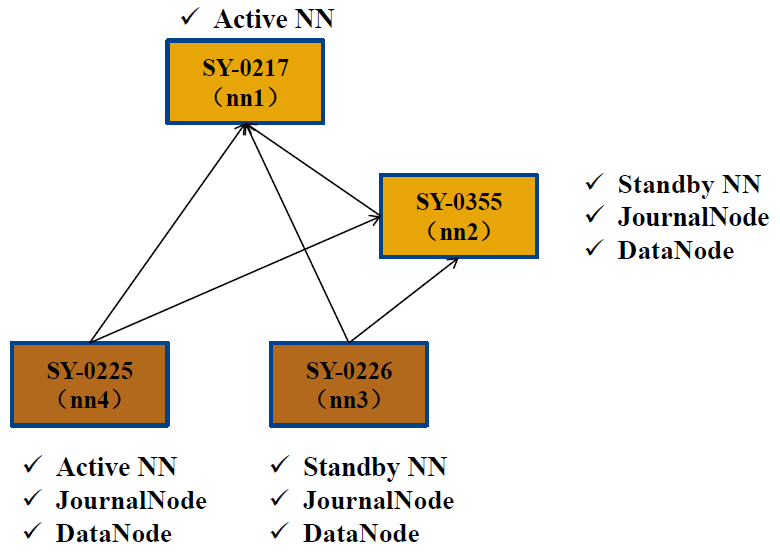 ✓ Active NN
SY-0217
（nn1）
SY-0355
（nn2）
✓ Standby NN
✓ JournalNode
✓ DataNode
SY-0225
（nn4）
SY-0226
（nn3）
✓ Active NN
✓ JournalNode
✓ DataNode
✓ Standby NN
✓ JournalNode
✓ DataNode